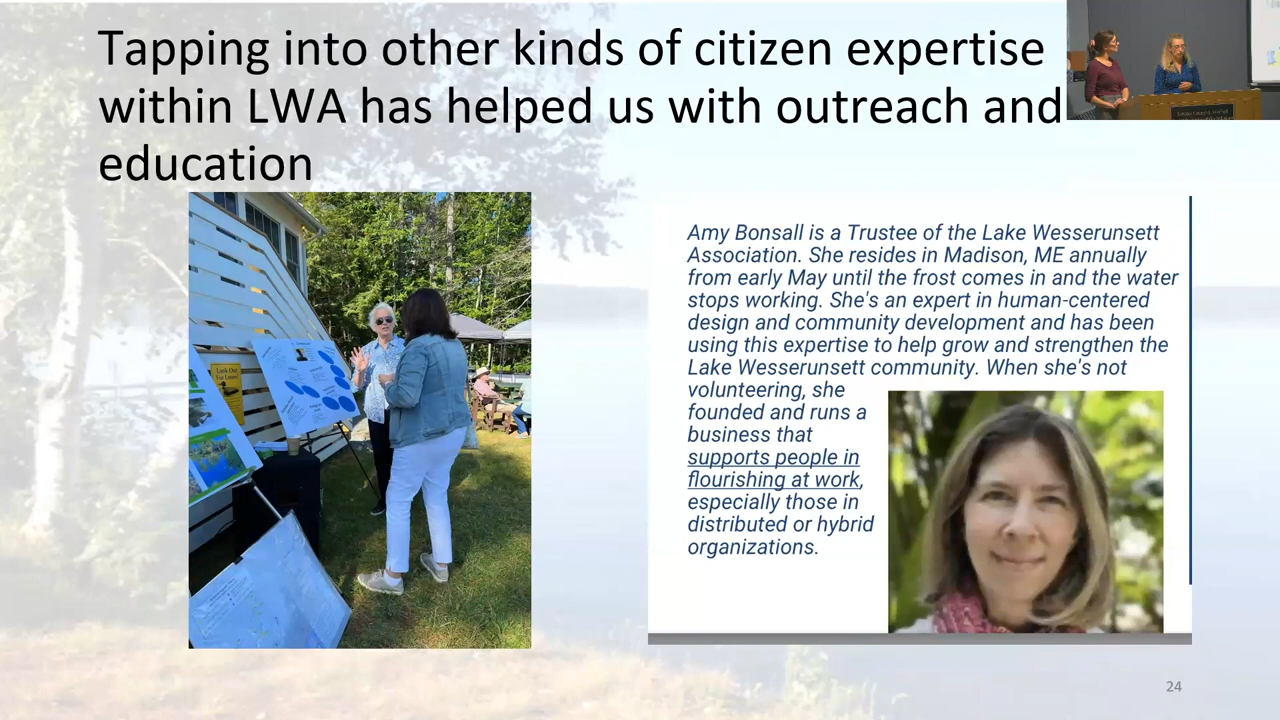 Tapping into other kinds of citizen expertise
within LWA has helped us with outreach and
education
Amy Bonsall is a Trustee of the Lake Wesserunsett
Association. She resides in Madison, ME annually
from early May until the frost comes in and the water
stops working. She's an expert in human-centered
design and community development and has been
using this expertise to help grow and strengthen the
Lake Wesserunsett community. When she's not
volunteering, she
founded and runs a
business that
supports people in
flourishing at work,
especially those in
distributed or hybrid
organizations.
Look Out
For Loons!
24